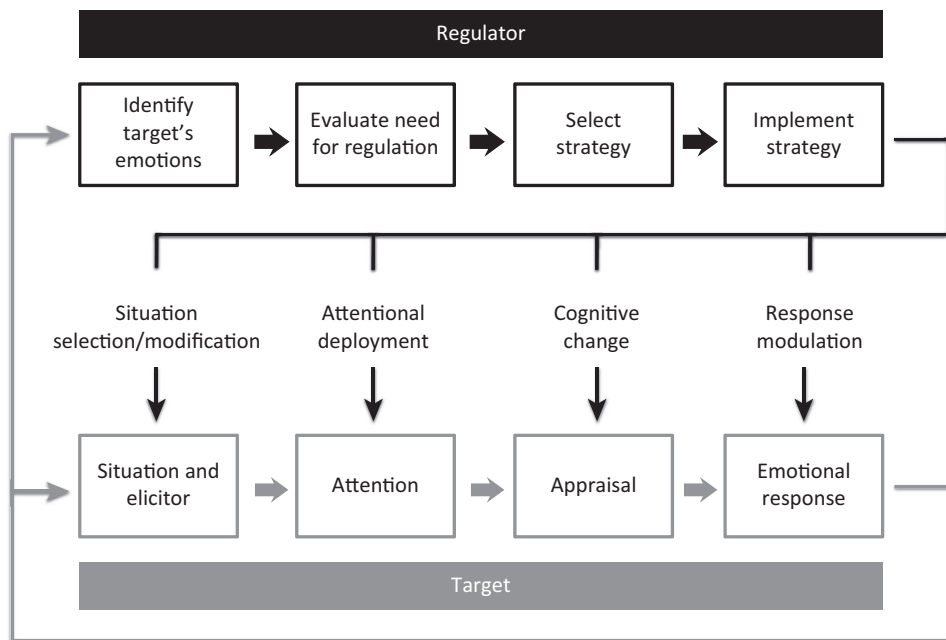 Regulator
Identify
target's
emotions
Evaluate need
for regulation
Select
strategy
Implement
strategy
Situation
selection/modification
Attentional
deployment
Cognitive
change
Response
modulation
Situation and
elicitor
Attention
Appraisal
Emotional
response
Target